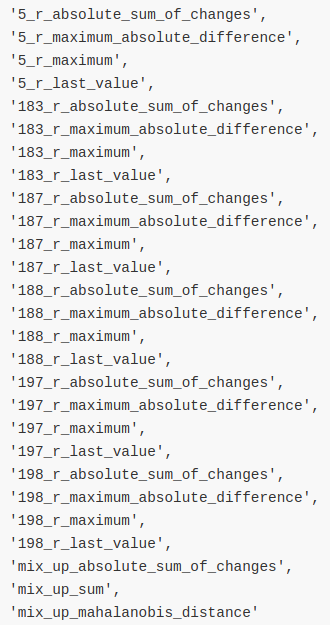 '5_r_absolute_sum_of_changes',
'5_r_maximum_absolute_difference',
'5_r_maximum',
'5_r_last_value',
'183_r_absolute_sum_of_changes',
'183_r_maximum_absolute_difference',
'183_r_maximum',
'183_r_last_value',
'187_r_absolute_sum_of_changes',
'187_r_maximum_absolute_difference',
'187_r_maximum',
'187_r_last_value',
'188_r_absolute_sum_of_changes',
'188_r_maximum_absolute_difference',
'188_r_maximum',
'188_r_last_value',
'197_r_absolute_sum_of_changes',
'197_r_maximum_absolute_difference',
'197_r_maximum',
'197_r_last_value',
'198_r_absolute_sum_of_changes',
'198_r_maximum_absolute_difference',
'198_r_maximum',
'198_r_last_value',
'mix_up_absolute_sum_of_changes',
'mix_up_sum',
'mix_up_mahalanobis_distance'